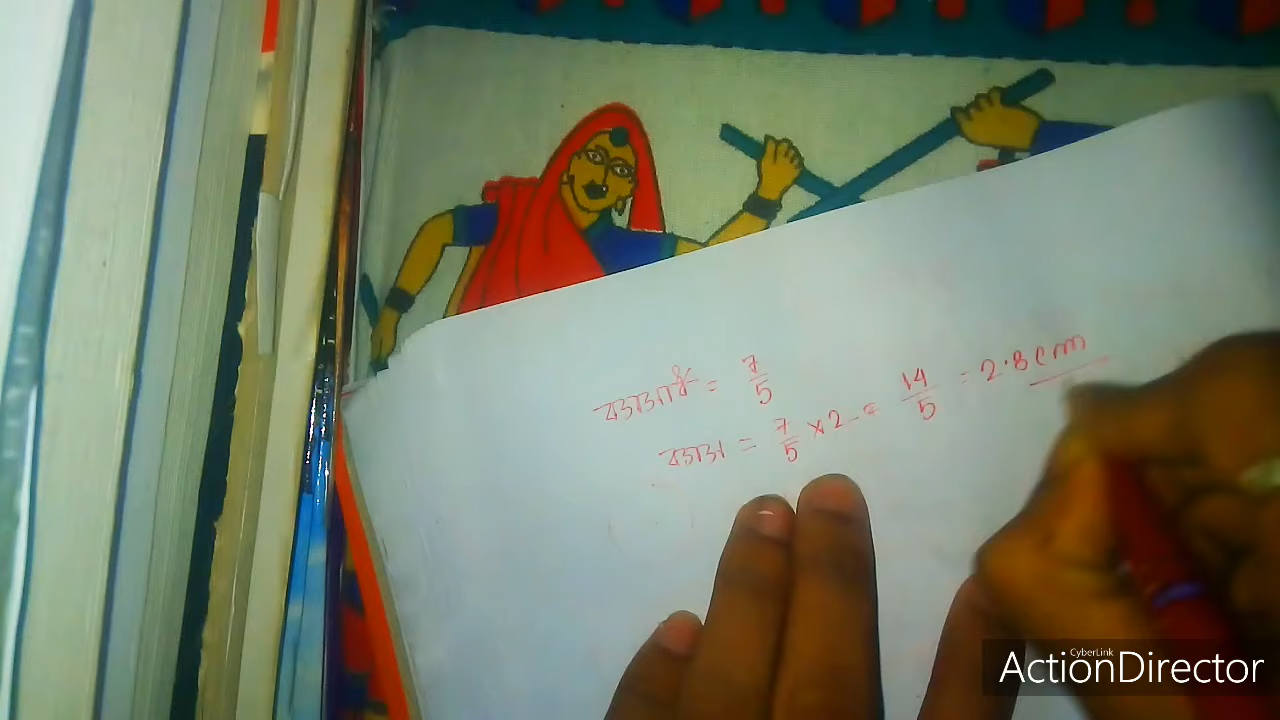 ব্যাসার্ধ = 7/5
ব্যাস = 7/5 × 2 = 14/5 = 2.8 cm
CyberLink
ActionDirector